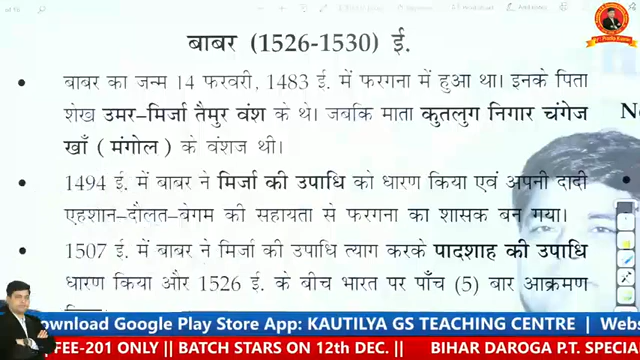 बाबर (1526-1530) ई.
• बाबर का जन्म 14 फरवरी, 1483 ई. में फरगना में हुआ था। इनके पिता
शेख उमर–मिर्जा तैमुर वंश के थे। जबकि माता कुतलुग निगार चंगेज
खाँ ( मंगोल ) के वंशज थी।
• 1494 ई. में बाबर ने मिर्जा की उपाधि को धारण किया एवं अपनी दादी
एहशान–दौलत–बेगम की सहायता से फरगना का शासक बन गया।
• 1507 ई. में बाबर ने मिर्जा की उपाधि त्याग करके पादशाह की उपाधि
धारण किया और 1526 ई. के बीच भारत पर पाँच (5) बार आक्रमण
ownload Google Play Store App: KAUTILYA GS TEACHING CENTRE | Webs
FEE-201 ONLY || BATCH STARS ON 12th DEC. || BIHAR DAROGA P.T. SPECIA